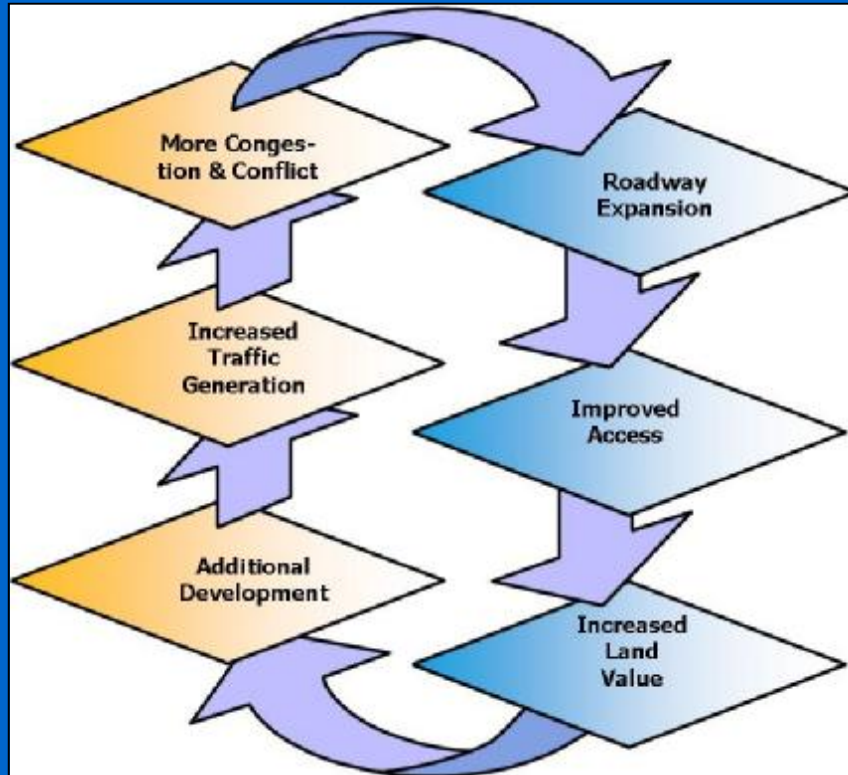 More Conges-
tion & Conflict
Roadway
Expansion
Increased
Traffic
Generation
Improved
Access
Additional
Development
Increased
Land
Value